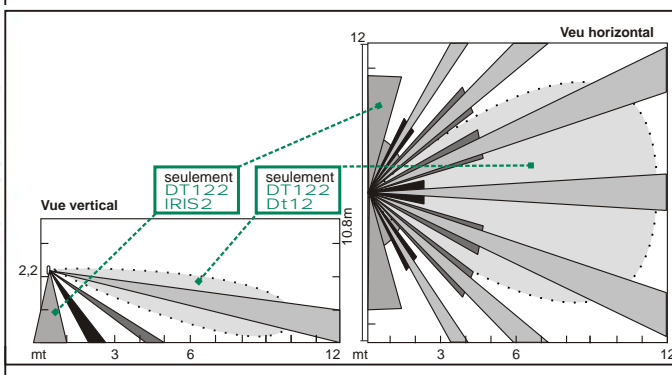 Veu horizontal
12
seulement
DT122
IRIS2
seulement
DT122
Dt12
Vue vertical
10.8m
2,2
mt
3
6
12
mt
3
6
12